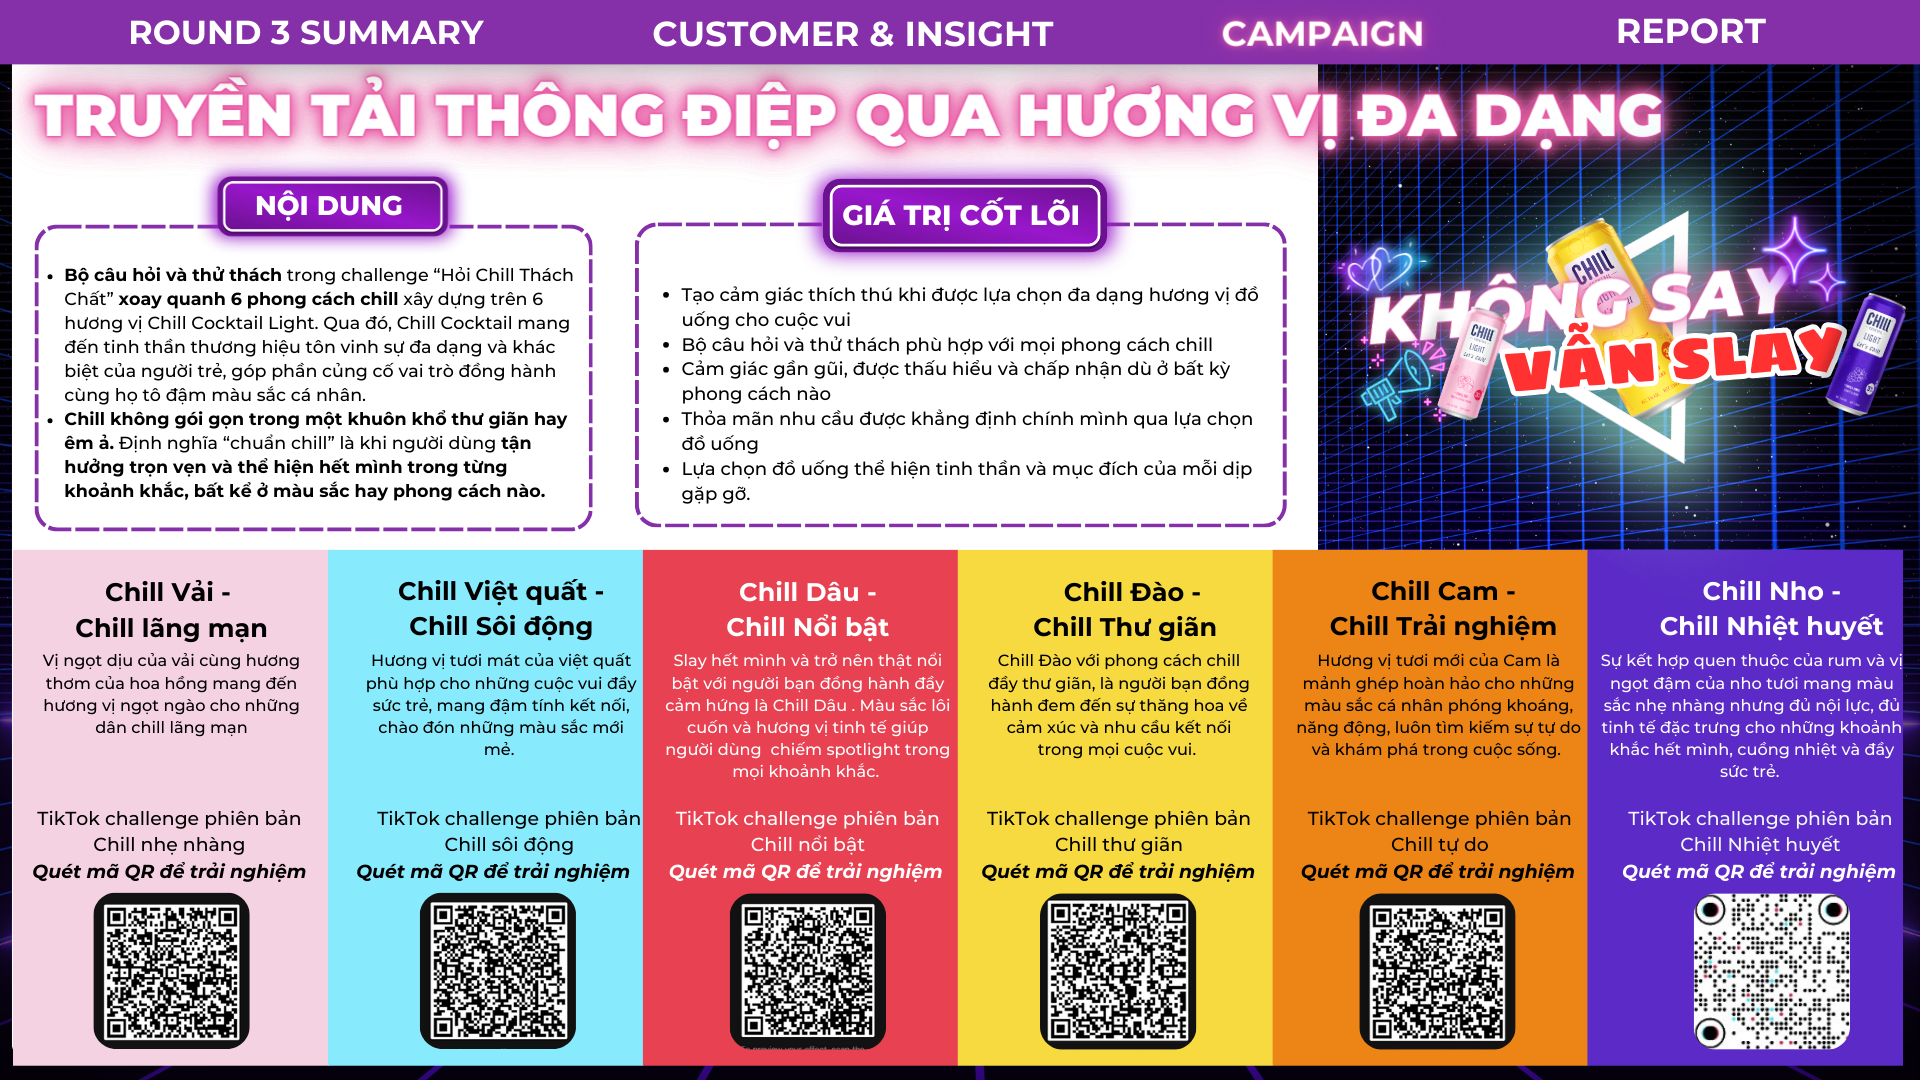 ROUND 3 SUMMARY
CUSTOMER & INSIGHT
CAMPAIGN
REPORT
TRUYỀN TẢI THÔNG ĐIỆP QUA HƯƠNG VỊ ĐA DẠNG
NỘI DUNG
• Bộ câu hỏi và thử thách trong challenge “Hỏi Chill Thách
Chất” xoay quanh 6 phong cách chill xây dựng trên 6
hương vị Chill Cocktail Light. Qua đó, Chill Cocktail mang
đến tinh thần thương hiệu tôn vinh sự đa dạng và khác
biệt của người trẻ, góp phần củng cố vai trò đồng hành
cùng họ tô đậm màu sắc cá nhân.
• Chill không gói gọn trong một khuôn khổ thư giãn hay
êm ả. Định nghĩa “chuẩn chill” là khi người dùng tận
hưởng trọn vẹn và thể hiện hết mình trong từng
khoảnh khắc, bất kể ở màu sắc hay phong cách nào.
GIÁ TRỊ CỐT LÕI
• Tạo cảm giác thích thú khi được lựa chọn đa dạng hương vị đồ
uống cho cuộc vui
• Bộ câu hỏi và thử thách phù hợp với mọi phong cách chill
• Cảm giác gần gũi, được thấu hiểu và chấp nhận dù ở bất kỳ
phong cách nào
• Thỏa mãn nhu cầu được khẳng định chính mình qua lựa chọn
đồ uống
• Lựa chọn đồ uống thể hiện tinh thần và mục đích của mỗi dịp
gặp gỡ.
KHÔNG SAY
VẪN SLAY
CHILL
CHILL
LIGHT
Let's Chill
CHILL
LIGHT
Let's Chill
Chill Vải -
Chill lãng mạn
Vị ngọt dịu của vải cùng hương
thơm của hoa hồng mang đến
hương vị ngọt ngào cho những
dân chill lãng mạn
TikTok challenge phiên bản
Chill nhẹ nhàng
Quét mã QR để trải nghiệm
Chill Việt quất -
Chill Sôi động
Hương vị tươi mát của việt quất
phù hợp cho những cuộc vui đầy
sức trẻ, mang đậm tính kết nối,
chào đón những màu sắc mới
mẻ.
TikTok challenge phiên bản
Chill sôi động
Quét mã QR để trải nghiệm
Chill Dâu -
Chill Nổi bật
Slay hết mình và trở nên thật nổi
bật với người bạn đồng hành đầy
cảm hứng là Chill Dâu . Màu sắc lôi
cuốn và hương vị tinh tế giúp
người dùng  chiếm spotlight trong
mọi khoảnh khắc.
TikTok challenge phiên bản
Chill nổi bật
Quét mã QR để trải nghiệm
Chill Đào -
Chill Thư giãn
Chill Đào với phong cách chill
đầy thư giãn, là người bạn đồng
hành đem đến sự thăng hoa về
cảm xúc và nhu cầu kết nối
trong mọi cuộc vui.
TikTok challenge phiên bản
Chill thư giãn
Quét mã QR để trải nghiệm
Chill Cam -
Chill Trải nghiệm
Hương vị tươi mới của Cam là
mảnh ghép hoàn hảo cho những
màu sắc cá nhân phóng khoáng,
năng động, luôn tìm kiếm sự tự do
và khám phá trong cuộc sống.
TikTok challenge phiên bản
Chill tự do
Quét mã QR để trải nghiệm
Chill Nho -
Chill Nhiệt huyết
Sự kết hợp quen thuộc của rum và vị
ngọt đậm của nho tươi mang màu
sắc nhẹ nhàng nhưng đủ nội lực, đủ
tinh tế đặc trưng cho những khoảnh
khắc hết mình, cuồng nhiệt và đầy
sức trẻ.
TikTok challenge phiên bản
Chill Nhiệt huyết
Quét mã QR để trải nghiệm